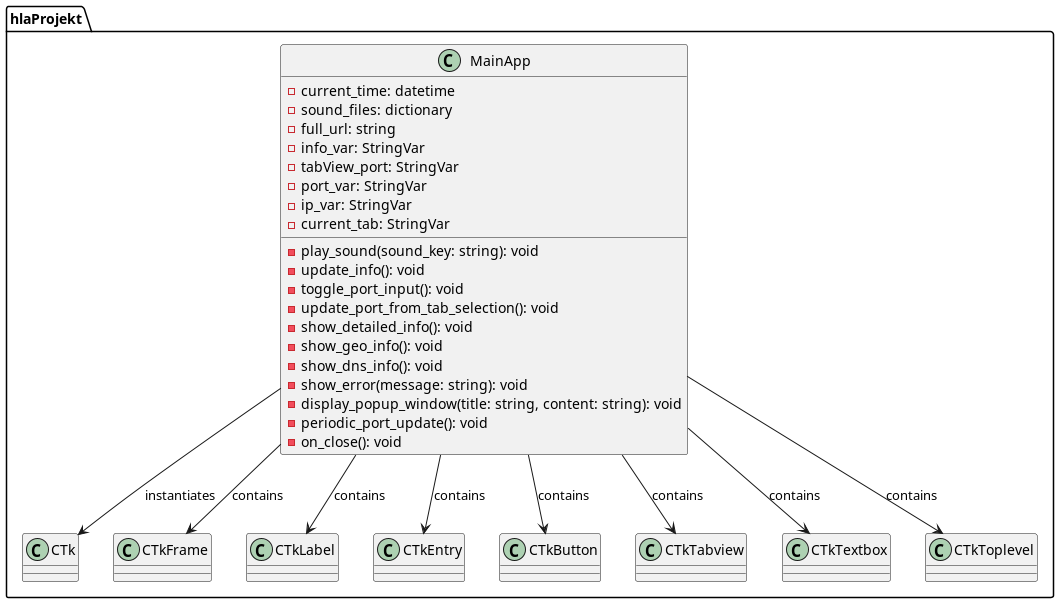 hlaProjekt
C MainApp
current_time: datetime
sound_files: dictionary
full_url: string
info_var: StringVar
tabView_port: StringVar
port_var: StringVar
ip_var: StringVar
current_tab: StringVar
play_sound(sound_key: string): void
update_info(): void
toggle_port_input(): void
update_port_from_tab_selection(): void
show_detailed_info(): void
show_geo_info(): void
show_dns_info(): void
show_error(message: string): void
display_popup_window(title: string, content: string): void
periodic_port_update(): void
on_close(): void
instantiates contains contains contains contains contains contains contains
C CTk C CTkFrame C CTkLabel C CTkEntry C CTkButton C CTkTabview C CTkTextbox C CTkToplevel